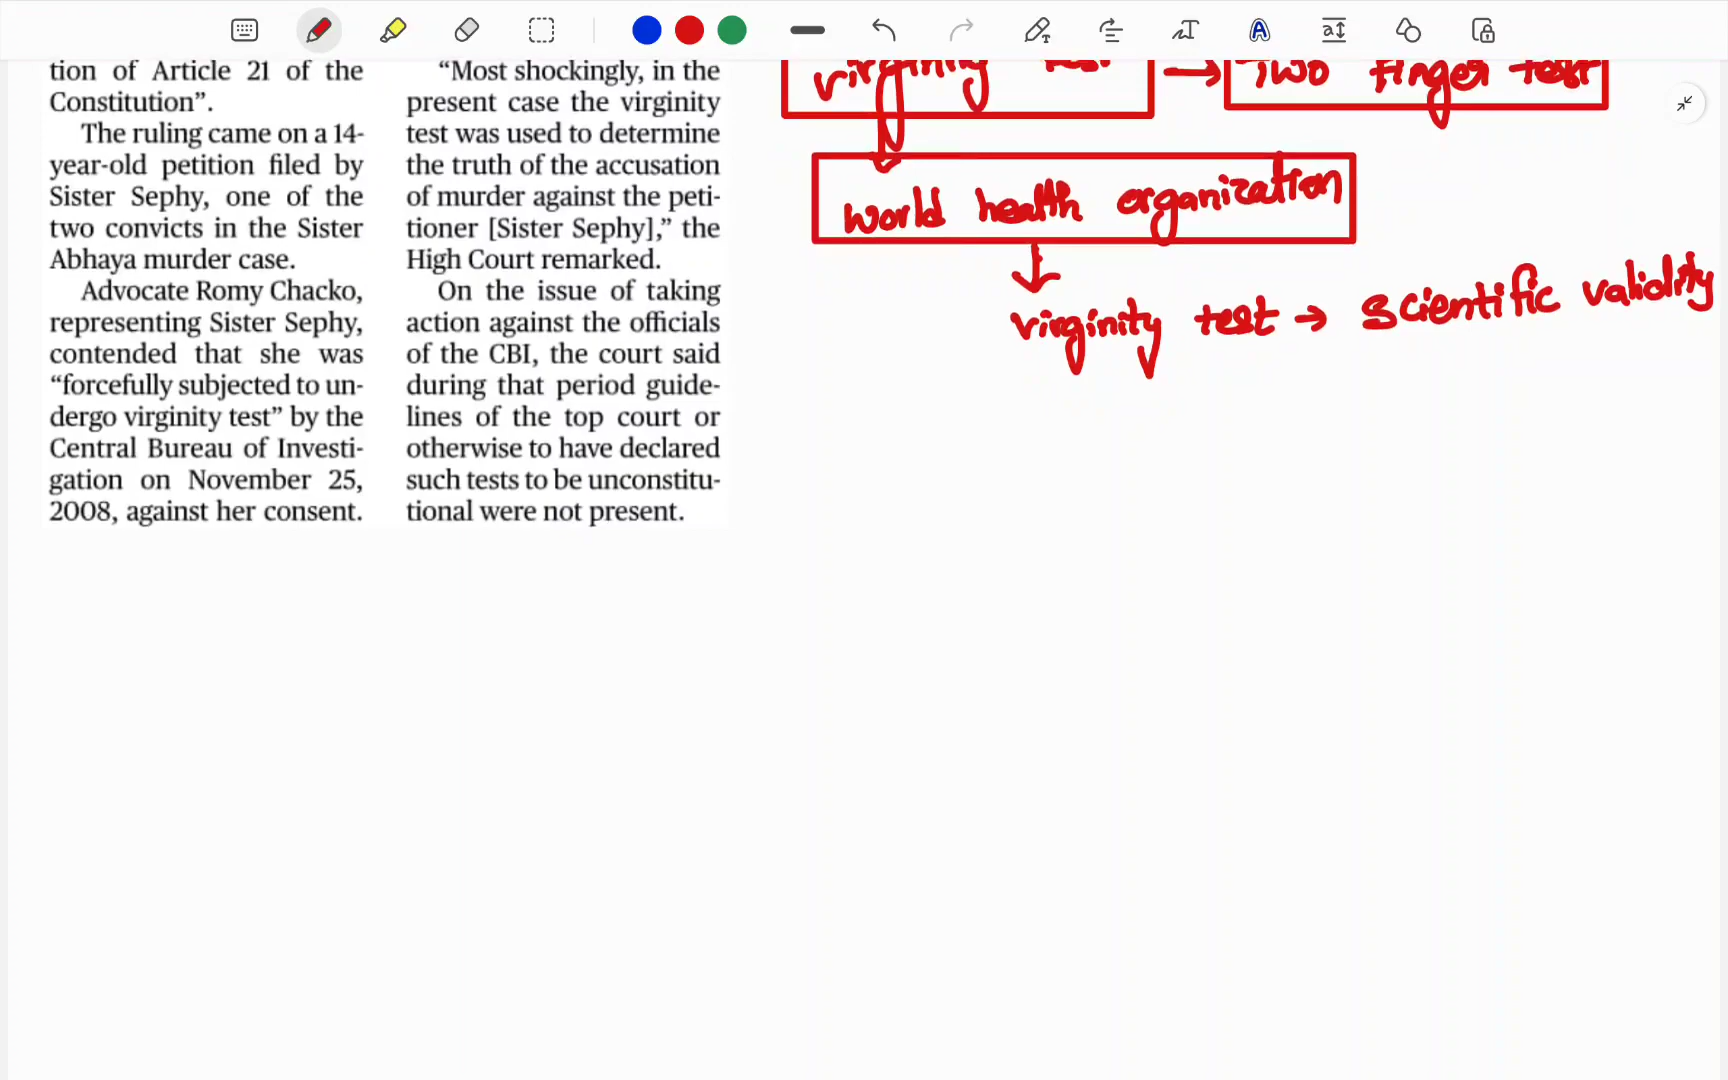 tion of Article 21 of the
Constitution”.
The ruling came on a 14-
year-old petition filed by
Sister Sephy, one of the
two convicts in the Sister
Abhaya murder case.
Advocate Romy Chacko,
representing Sister Sephy,
contended that she was
“forcefully subjected to un-
dergo virginity test” by the
Central Bureau of Investi-
gation on November 25,
2008, against her consent.
“Most shockingly, in the
present case the virginity
test was used to determine
the truth of the accusation
of murder against the peti-
tioner [Sister Sephy],” the
High Court remarked.
On the issue of taking
action against the officials
of the CBI, the court said
during that period guide-
lines of the top court or
otherwise to have declared
such tests to be unconstitu-
tional were not present.
virginity test → Two finger test
world health organization
virginity test → scientific validity